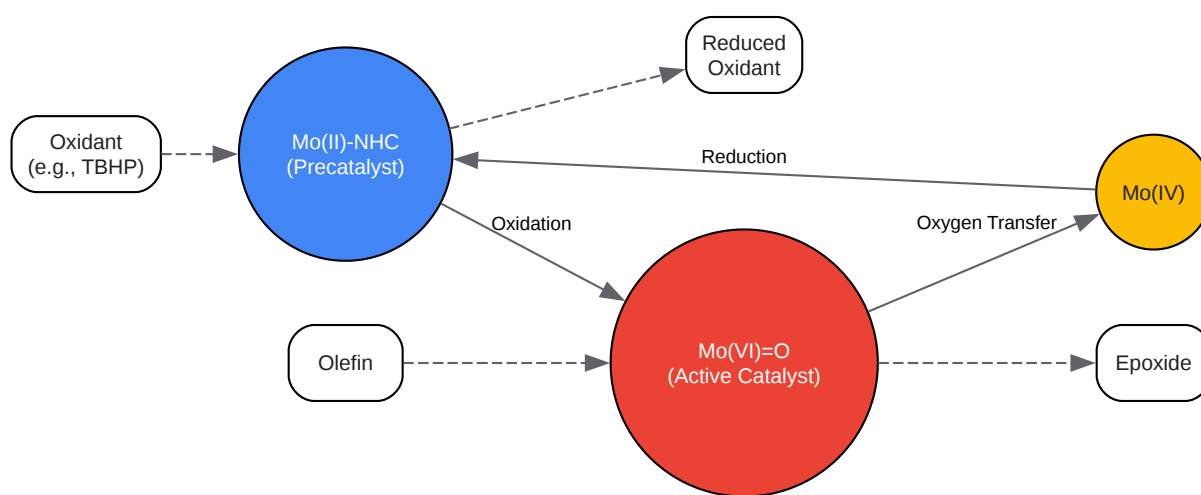 Reduced
Oxidant
Oxidant
(e.g., TBHP)
Mo(II)-NHC
(Precatalyst)
Reduction
Mo(IV)
Oxidation
Oxygen Transfer
Olefin
Mo(VI)=O
(Active Catalyst)
Epoxide